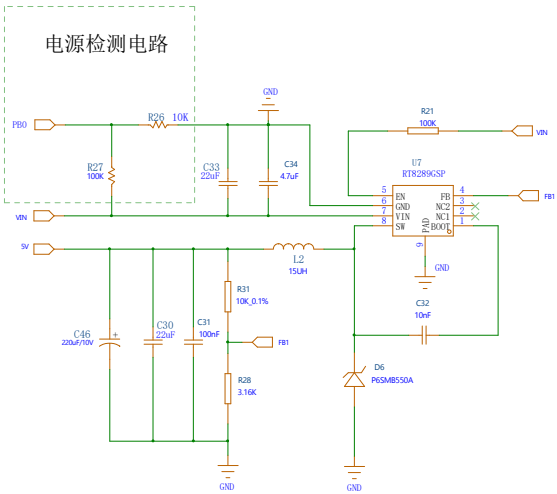 电源检测电路
GND
PB0
R26 10K
R21
100K
VIN
R27
100K
C33
22uF
C34
4.7uF
U7
RT8289GSP
VIN
5 EN
6 GND
7 VIN
8 SW
FB 4
NC2 3
NC1 2
BOOT 1
PAD
9
FB1
5V
L2
15UH
GND
R31
10K_0.1%
C32
10nF
C46
220uF/10V
C30
22uF
C31
100nF
FB1
R28
3.16K
D6
P6SMB550A
GND
GND